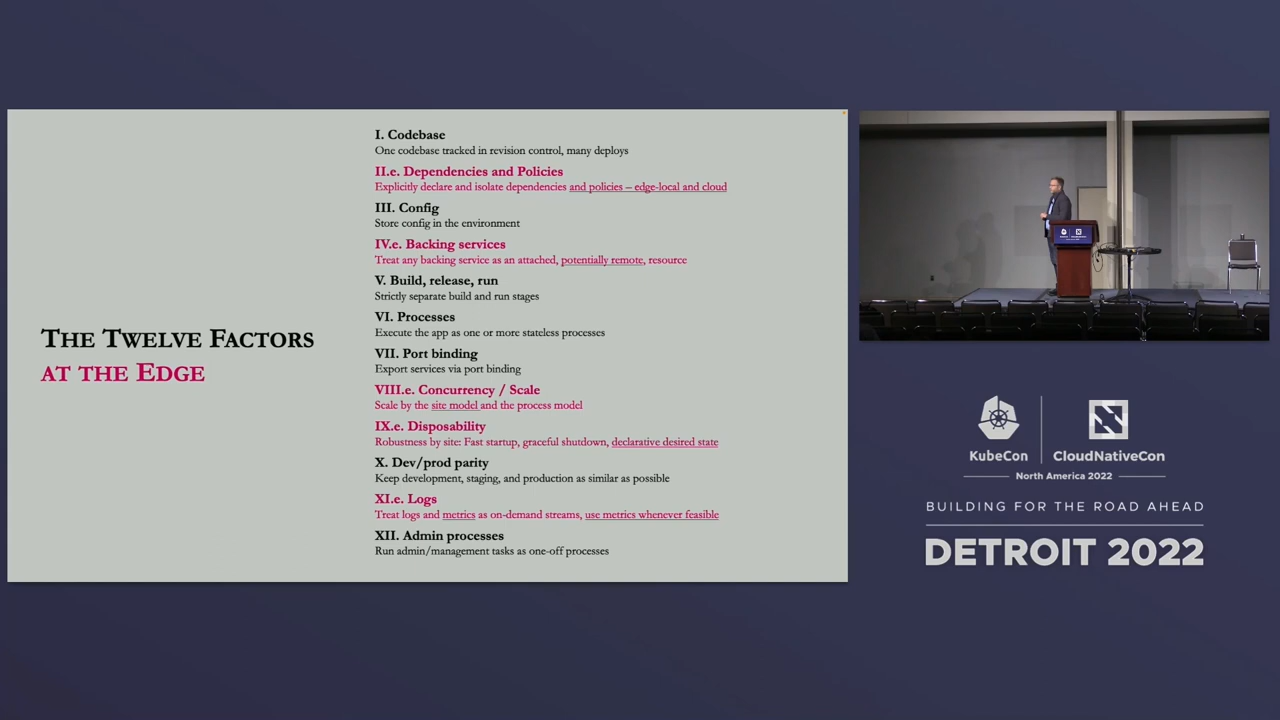 THE TWELVE FACTORS
AT THE EDGE
I. Codebase
One codebase tracked in revision control, many deploys
II.e. Dependencies and Policies
Explicitly declare and isolate dependencies and policies – edge-local and cloud
III. Config
Store config in the environment
IV.e. Backing services
Treat any backing service as an attached, potentially remote, resource
V. Build, release, run
Strictly separate build and run stages
VI. Processes
Execute the app as one or more stateless processes
VII. Port binding
Export services via port binding
VIII.e. Concurrency / Scale
Scale by the site model and the process model
IX.e. Disposability
Robustness by site: Fast startup, graceful shutdown, declarative desired state
X. Dev/prod parity
Keep development, staging, and production as similar as possible
XI.e. Logs
Treat logs and metrics as on-demand streams, use metrics whenever feasible
XII. Admin processes
Run admin/management tasks as one-off processes
KubeCon
CloudNativeCon
North America 2022
BUILDING FOR THE ROAD AHEAD
DETROIT 2022